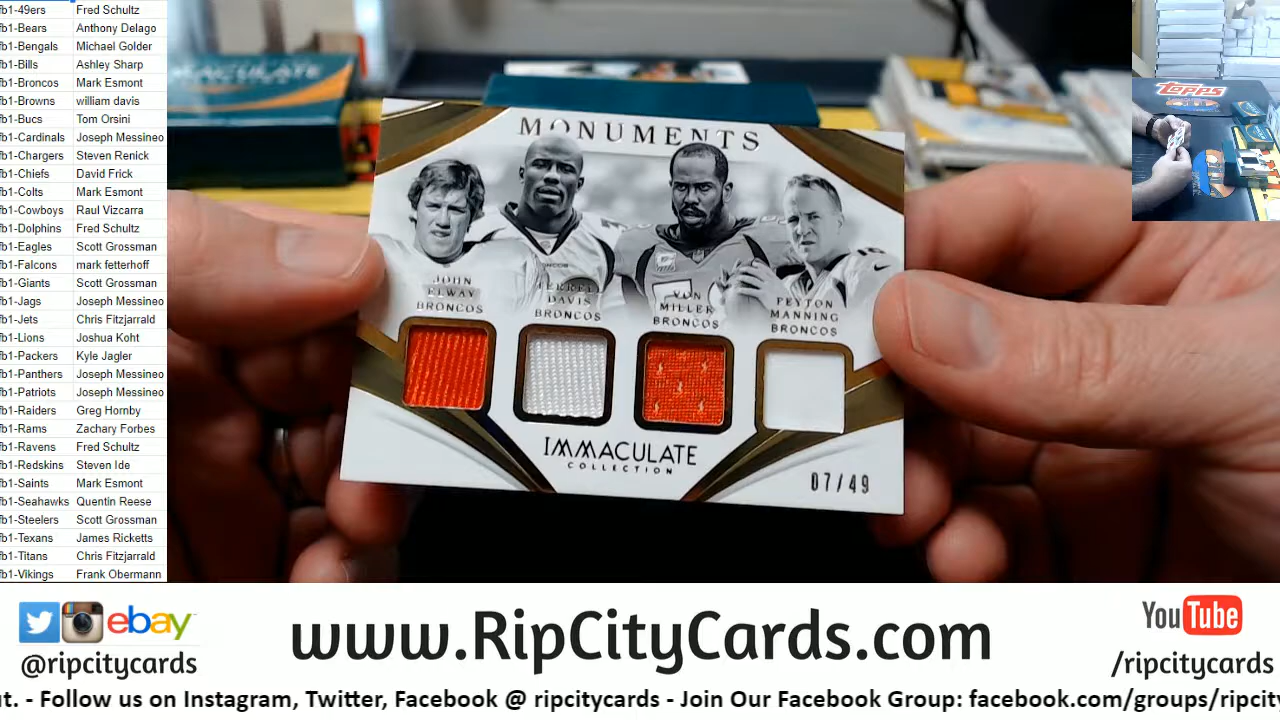 fb1-49ers Fred Schultz
fb1-Bears Anthony Delago
fb1-Bengals Michael Golder
fb1-Bills Ashley Sharp
fb1-Broncos Mark Esmont
fb1-Browns william davis
fb1-Bucs Tom Orsini
fb1-Cardinals Joseph Messineo
fb1-Chargers Steven Renick
fb1-Chiefs David Frick
fb1-Colts Mark Esmont
fb1-Cowboys Raul Vizcarra
fb1-Dolphins Fred Schultz
fb1-Eagles Scott Grossman
fb1-Falcons mark fetterhoff
fb1-Giants Scott Grossman
fb1-Jags Joseph Messineo
fb1-Jets Chris Fitzjarrald
fb1-Lions Joshua Koht
fb1-Packers Kyle Jagler
fb1-Panthers Joseph Messineo
fb1-Patriots Joseph Messineo
fb1-Raiders Greg Hornby
fb1-Rams Zachary Forbes
fb1-Ravens Fred Schultz
fb1-Redskins Steven Ide
fb1-Saints Mark Esmont
fb1-Seahawks Quentin Reese
fb1-Steelers Scott Grossman
fb1-Texans James Ricketts
fb1-Titans Chris Fitzjarrald
fb1-Vikings Frank Obermann
IMMACULATE
Topps
MONUMENTS
JOHN ELWAY BRONCOS
TERRELL DAVIS BRONCOS
VON MILLER BRONCOS
PEYTON MANNING BRONCOS
IMMACULATE
COLLECTION
07/49
ebay
@ripcitycards
www.RipCityCards.com
YouTube
/ripcitycards
t. - Follow us on Instagram, Twitter, Facebook @ ripcitycards - Join Our Facebook Group: facebook.com/groups/ripcity